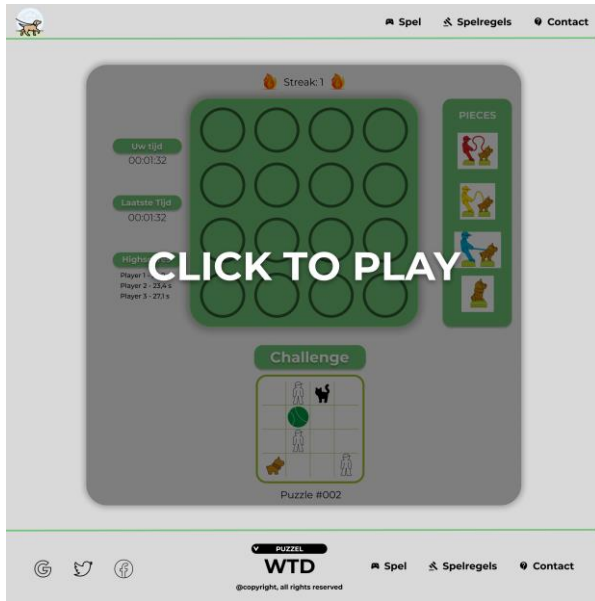 Spel Spelregels Contact
Streak: 1
PIECES
Uw tijd
00:01:32
Laatste Tijd
00:01:32
CLICK TO PLAY
Player 1 -
Player 2 - 23,4 s
Player 3 - 27,1 s
Challenge
Puzzle #002
PUZZEL
WTD
@copyright, all rights reserved
Spel Spelregels Contact